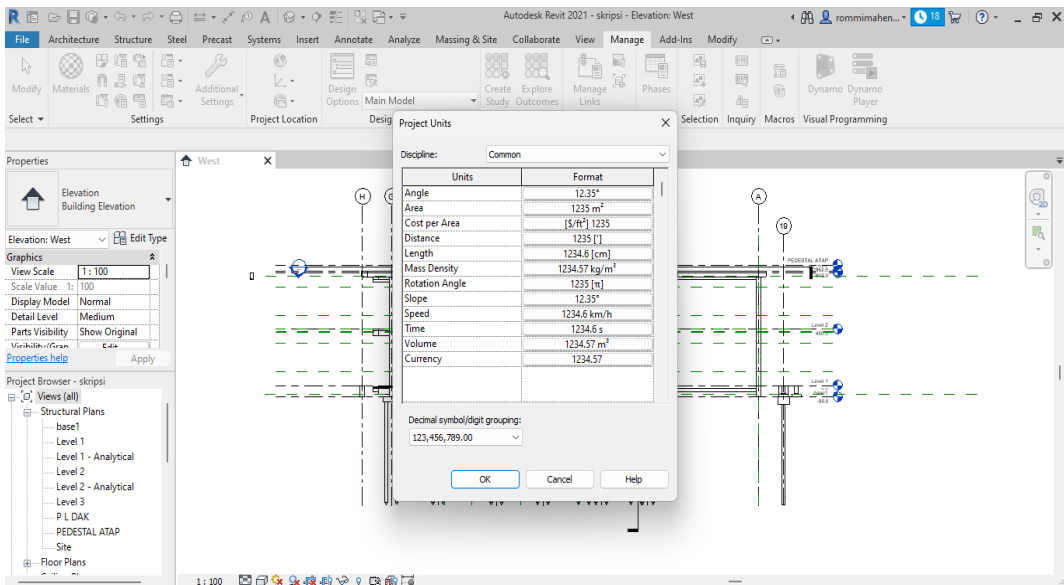 Autodesk Revit 2021 - skripsi - Elevation: West
rommimahen...
18
File Architecture Structure Steel Precast Systems Insert Annotate Analyze Massing & Site Collaborate View Manage Add-Ins Modify
Modify
Materials
Additional
Settings
Design
Options
Main Model
Create
Study
Explore
Outcomes
Manage
Links
Phases
Dynamo
Dynamo
Player
Select
Settings
Project Location
Desig
Selection
Inquiry
Macros
Visual Programming
Project Units
Discipline: Common
Units Format
Angle 12.35°
Area 1235 m²
Cost per Area [$/ft²] 1235
Distance 1235 [']
Length 1234.6 [cm]
Mass Density 1234.57 kg/m³
Rotation Angle 1235 [π]
Slope 12.35°
Speed 1234.6 km/h
Time 1234.6 s
Volume 1234.57 m³
Currency 1234.57
Decimal symbol/digit grouping:
123,456,789.00
OK Cancel Help
Properties
Elevation
Building Elevation
Elevation: West
Edit Type
Graphics
View Scale 1 : 100
Scale Value 1: 100
Display Model Normal
Detail Level Medium
Parts Visibility Show Original
Visibility/Grap Edit
Properties help
Apply
Project Browser - skripsi
Views (all)
Structural Plans
base1
Level 1
Level 1 - Analytical
Level 2
Level 2 - Analytical
Level 3
P L DAK
PEDESTAL ATAP
Site
Floor Plans
West
H
G
A
19
PEDESTAL ATAP
Level 2
Level 1
1 : 100